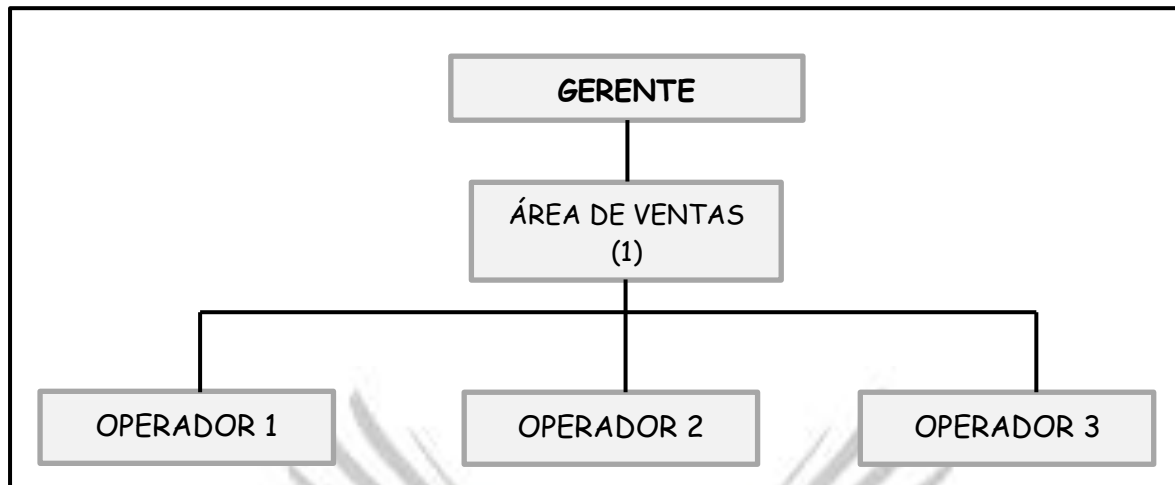 GERENTE
ÁREA DE VENTAS
(1)
OPERADOR 1
OPERADOR 2
OPERADOR 3